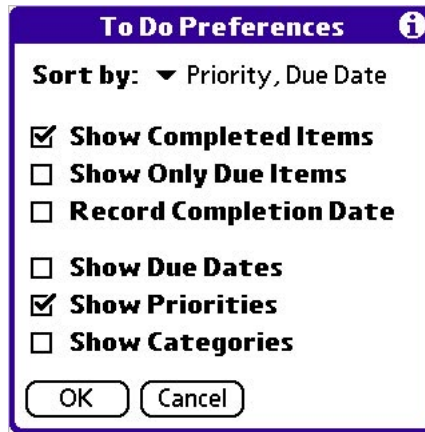 To Do Preferences
Sort by: Priority, Due Date
Show Completed Items
Show Only Due Items
Record Completion Date
Show Due Dates
Show Priorities
Show Categories
OK Cancel